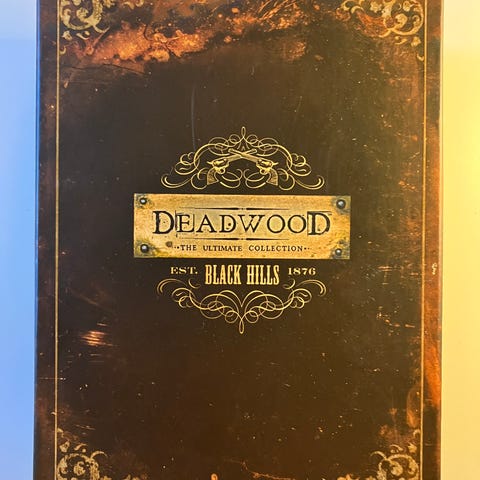 DEADWOOD
·THE ULTIMATE COLLECTION·
EST. BLACK HILLS 1876